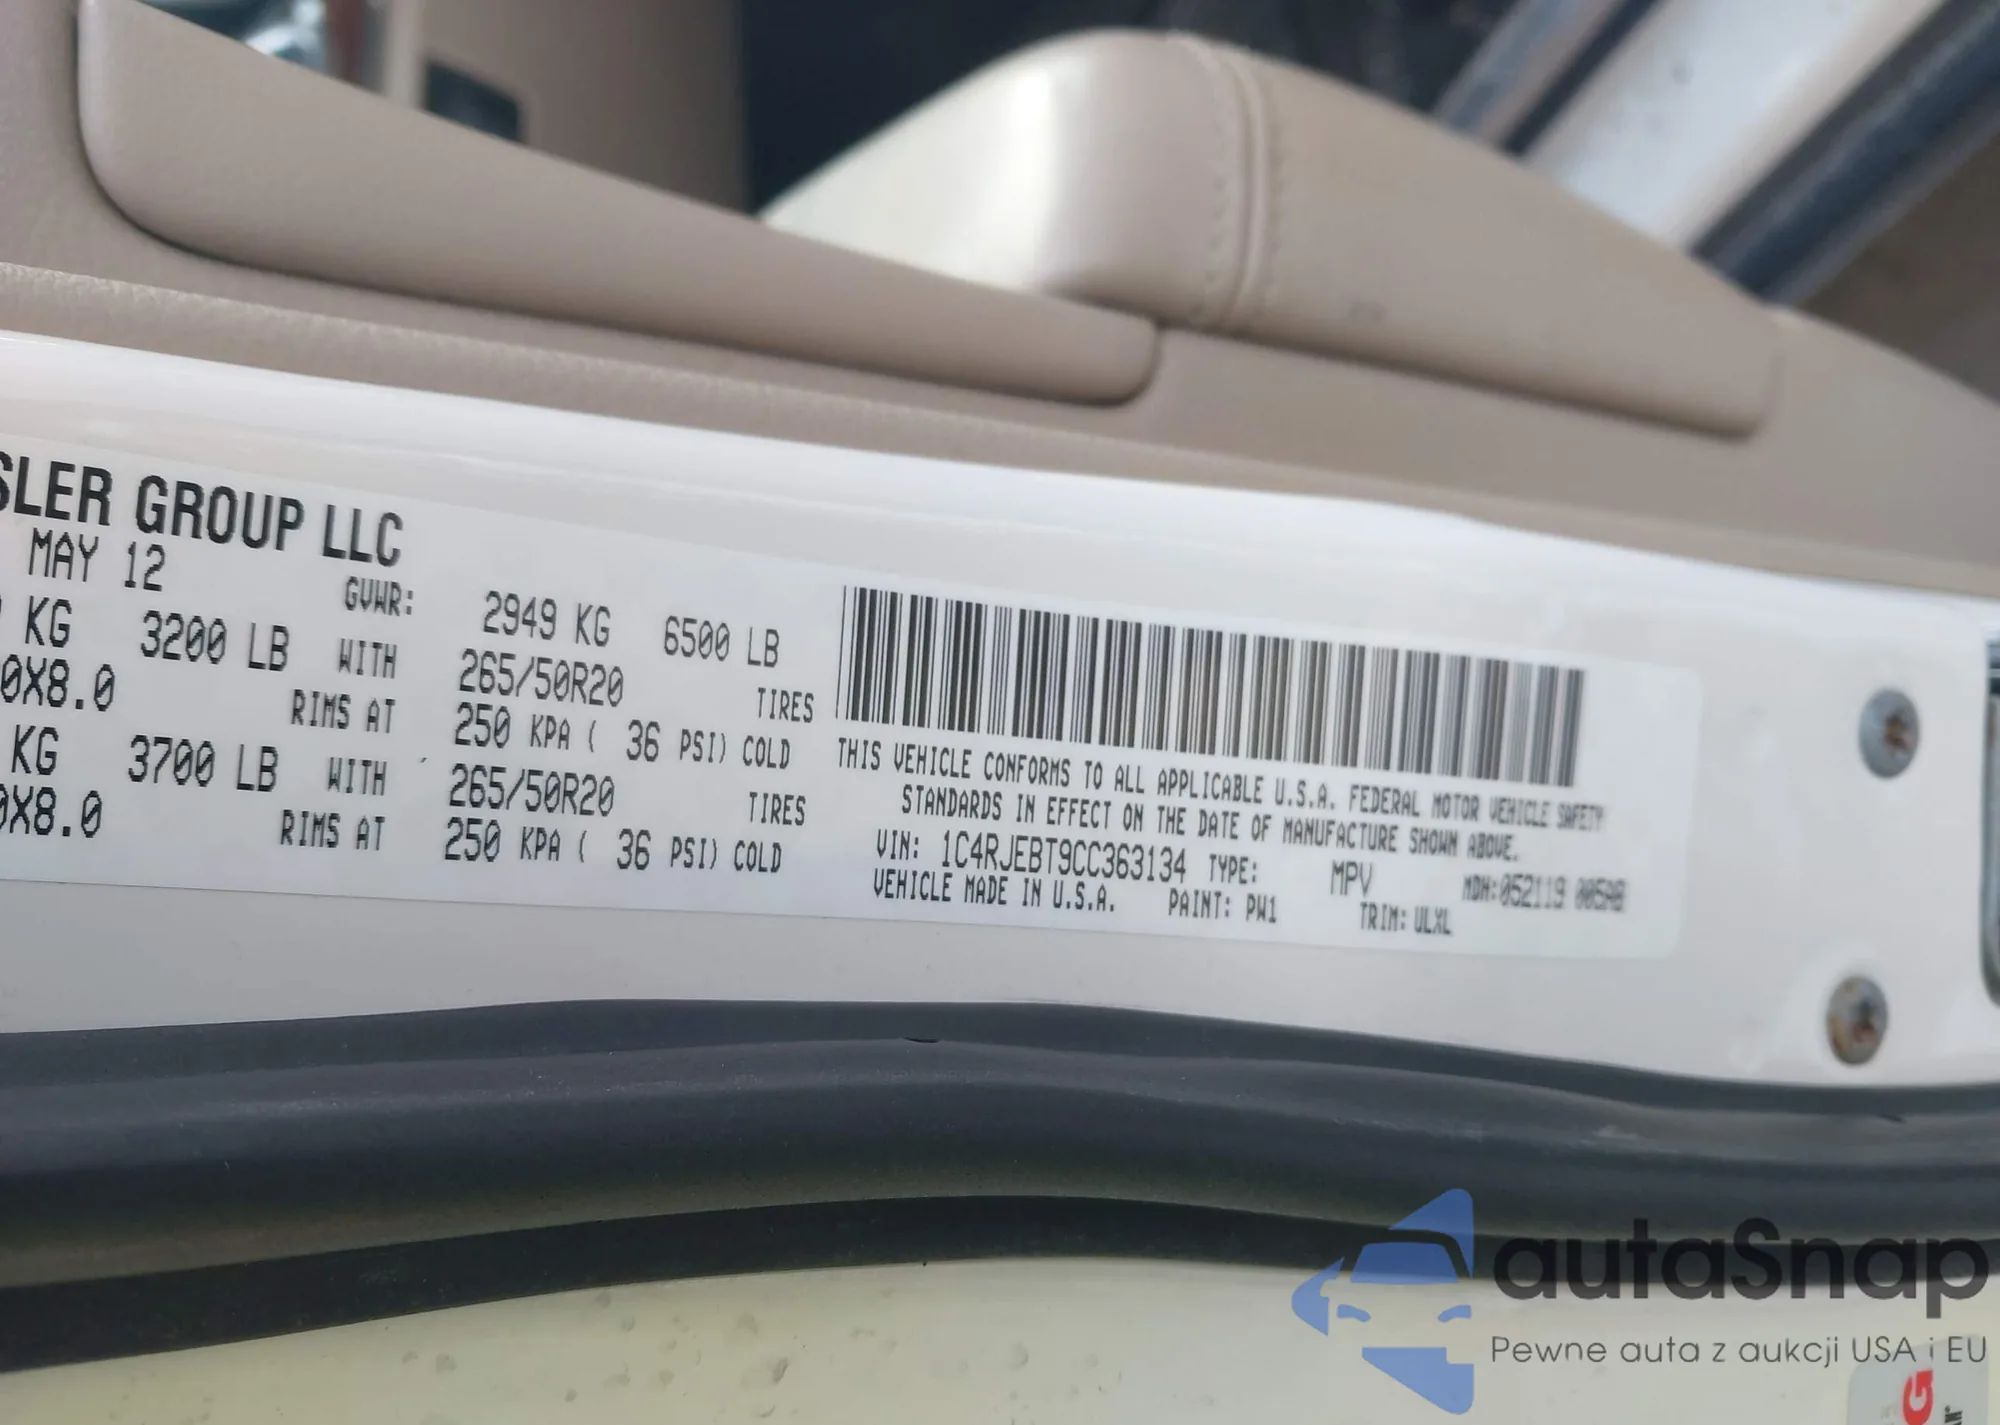 SLER GROUP LLC
MAY 12 GVWR: 2949 KG 6500 LB
KG 3200 LB WITH 265/50R20 TIRES
0X8.0 RIMS AT 250 KPA ( 36 PSI) COLD
KG 3700 LB WITH 265/50R20 TIRES
0X8.0 RIMS AT 250 KPA ( 36 PSI) COLD
THIS VEHICLE CONFORMS TO ALL APPLICABLE U.S.A. FEDERAL MOTOR VEHICLE SAFETY
STANDARDS IN EFFECT ON THE DATE OF MANUFACTURE SHOWN ABOVE.
VIN: 1C4RJEBT9CC363134 TYPE: MPV MDH:052119 005AB
VEHICLE MADE IN U.S.A. PAINT: PW1 TRIM: ULXL
autaSnap
Pewne auta z aukcji USA i EU
G